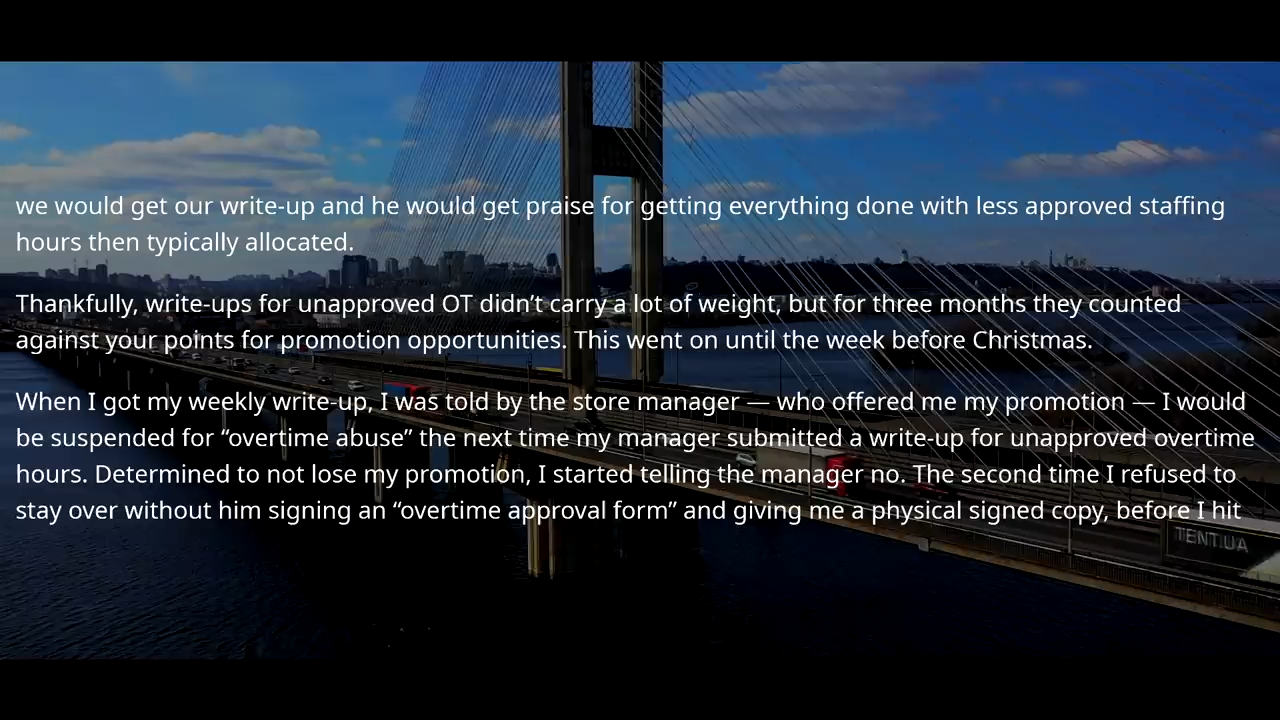 we would get our write-up and he would get praise for getting everything done with less approved staffing
hours then typically allocated.
Thankfully, write-ups for unapproved OT didn’t carry a lot of weight, but for three months they counted
against your points for promotion opportunities. This went on until the week before Christmas.
When I got my weekly write-up, I was told by the store manager — who offered me my promotion — I would
be suspended for “overtime abuse” the next time my manager submitted a write-up for unapproved overtime
hours. Determined to not lose my promotion, I started telling the manager no. The second time I refused to
stay over without him signing an “overtime approval form” and giving me a physical signed copy, before I hit
TENT.UA